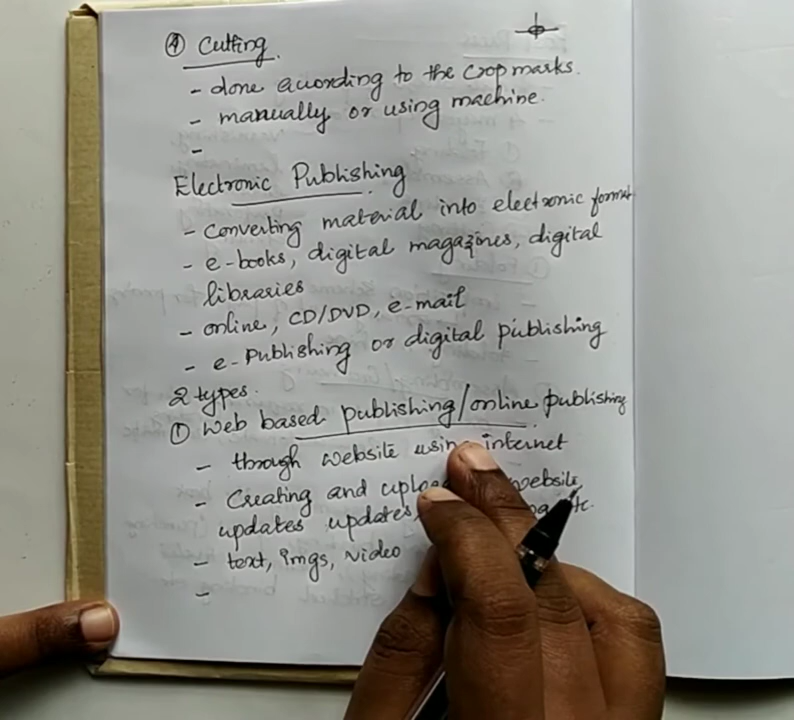 ④ Cutting.
- done according to the crop marks.
- manually or using machine.
-
Electronic Publishing.
- Converting material into electronic format
- e-books, digital magazines, digital
libraries
- online, CD/DVD, e-mail
- e-Publishing or digital publishing
2 types.
① Web based publishing/online publishing
- through website using internet
- Creating and website,
updates updates, etc.
- text, imgs, video
-